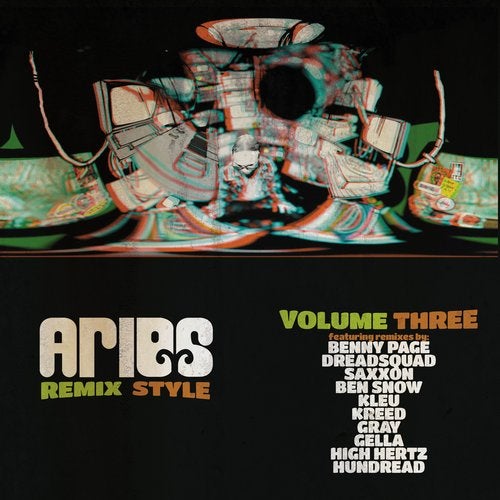 ARIES
REMIX STYLE
VOLUME THREE
featuring remixes by:
BENNY PAGE
DREADSQUAD
SAXXON
BEN SNOW
KLEU
KREED
GRAY
GELLA
HIGH HERTZ
HUNDREAD